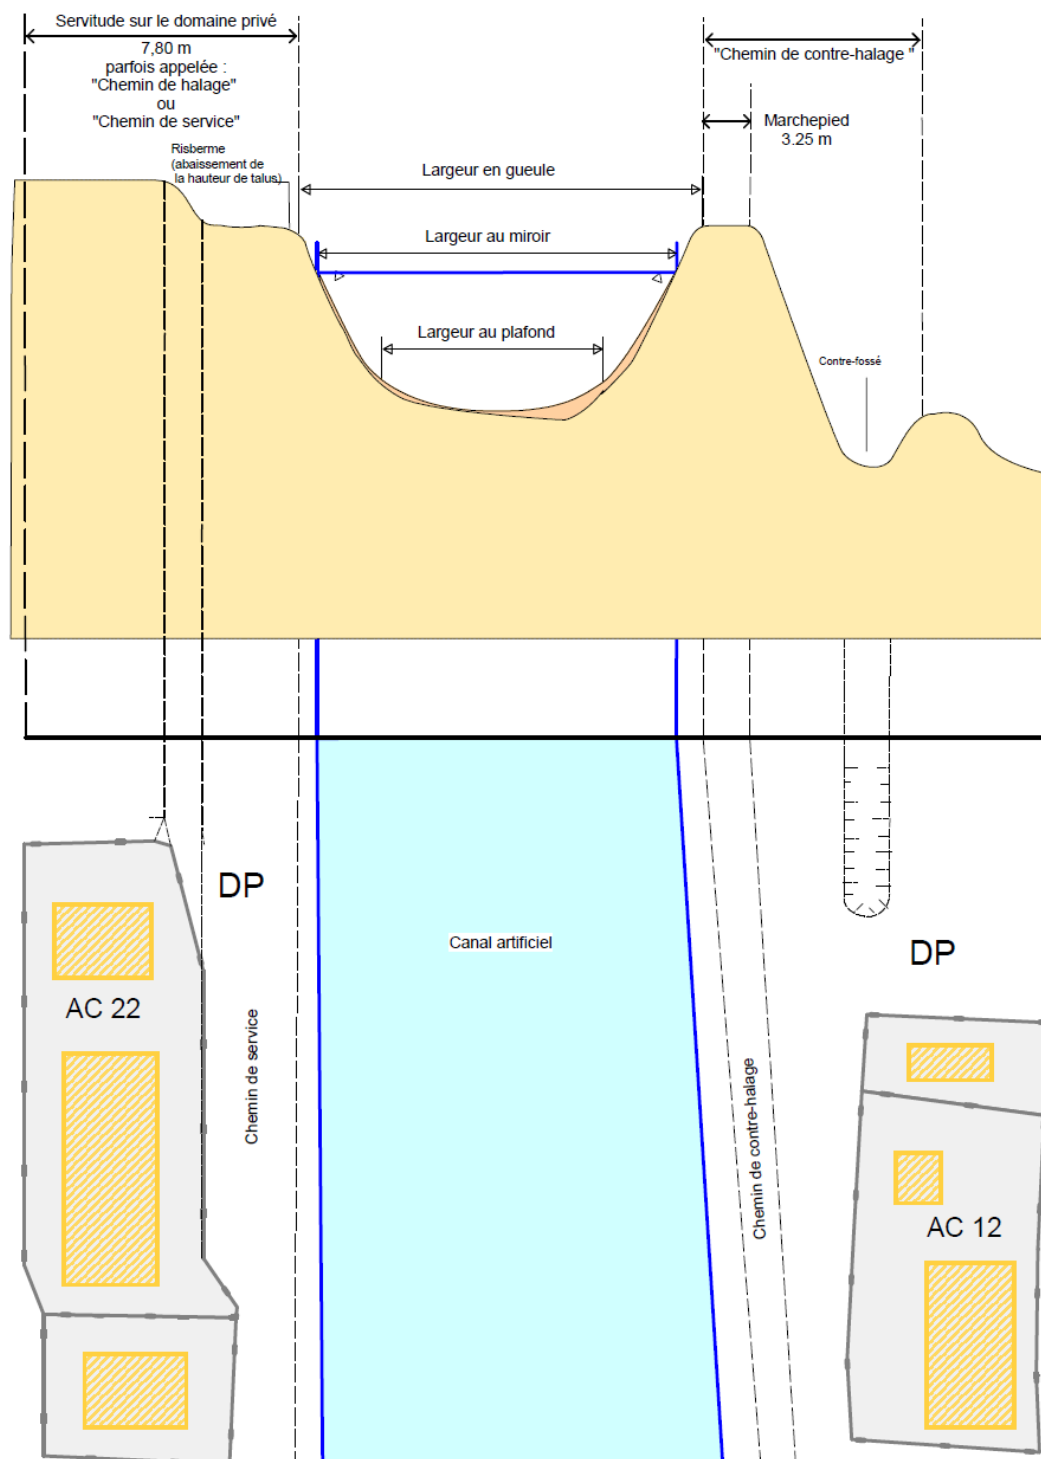 Servitude sur le domaine privé
7,80 m
parfois appelée :
"Chemin de halage"
ou
"Chemin de service"
"Chemin de contre-halage "
Marchepied
3.25 m
Risberme
(abaissement de
la hauteur de talus)
Largeur en gueule
Largeur au miroir
Largeur au plafond
Contre-fossé
DP
Canal artificiel
DP
AC 22
Chemin de service
Chemin de contre-halage
AC 12